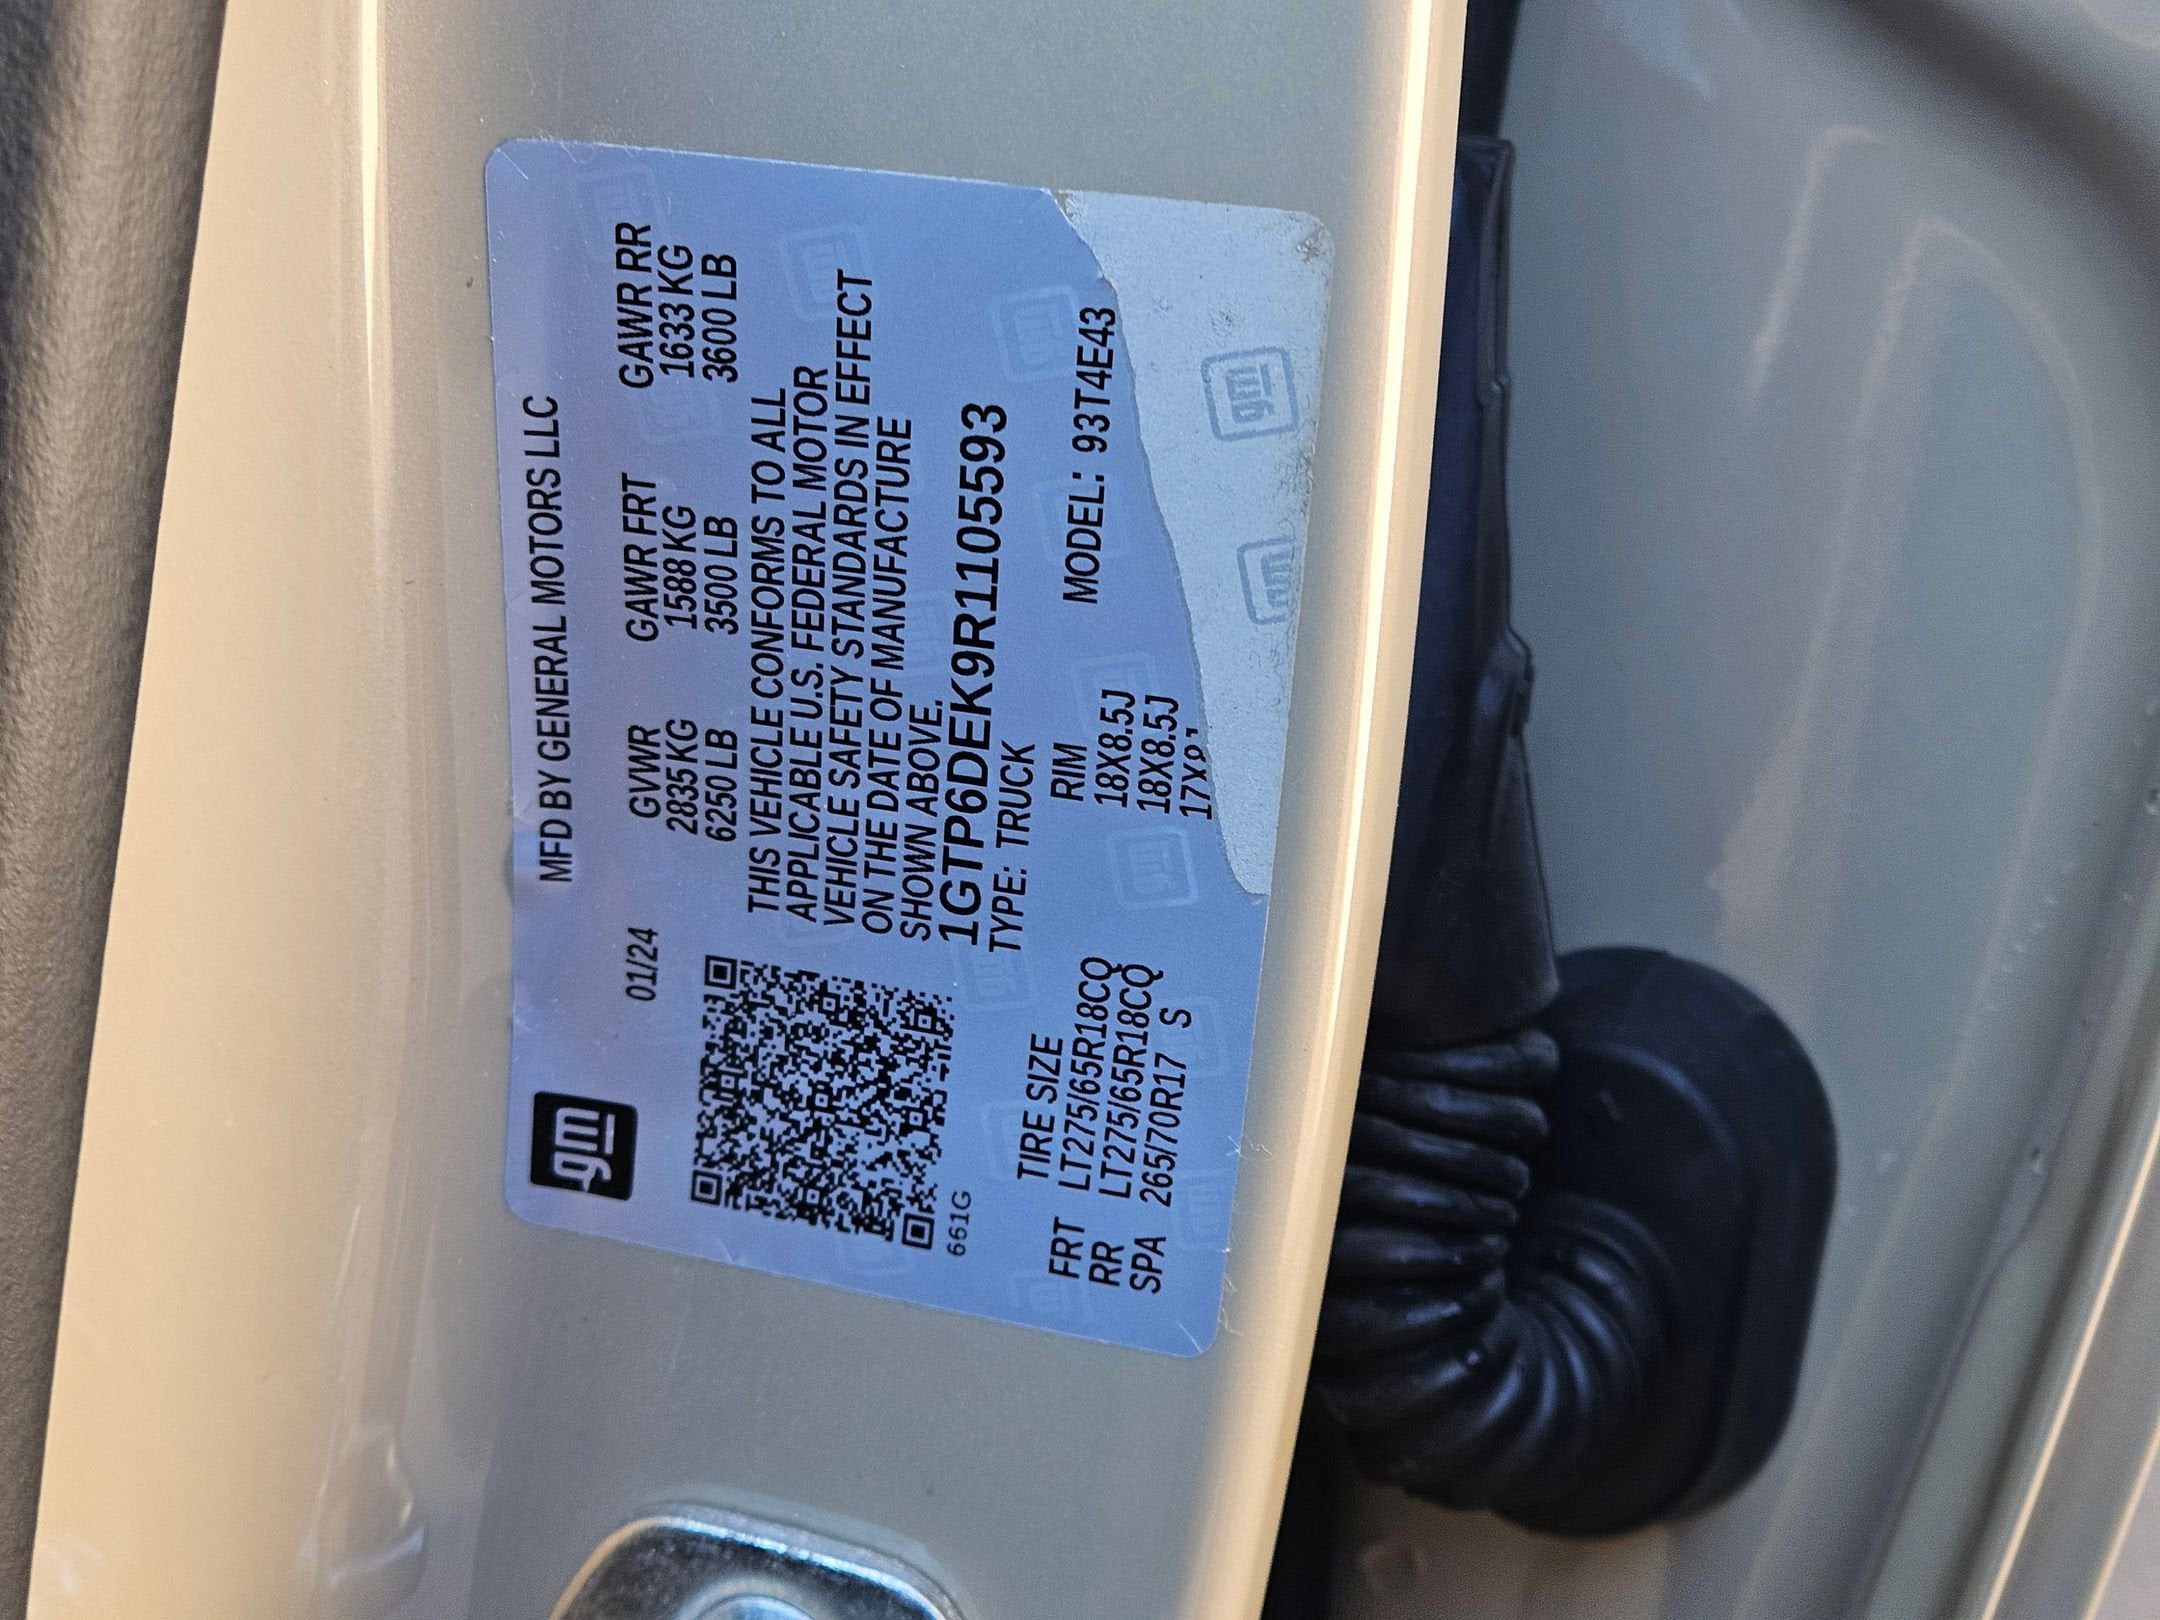 gm
MFD BY GENERAL MOTORS LLC
01/24
GVWR GAWR FRT GAWR RR
2835 KG 1588 KG 1633 KG
6250 LB 3500 LB 3600 LB
THIS VEHICLE CONFORMS TO ALL
APPLICABLE U.S. FEDERAL MOTOR
VEHICLE SAFETY STANDARDS IN EFFECT
ON THE DATE OF MANUFACTURE
SHOWN ABOVE.
1GTP6DEK9R1105593
661G
TYPE: TRUCK
MODEL: 93T4E43
TIRE SIZE RIM
FRT LT275/65R18CQ 18X8.5J
RR LT275/65R18CQ 18X8.5J
SPA 265/70R17 S
gm
gm